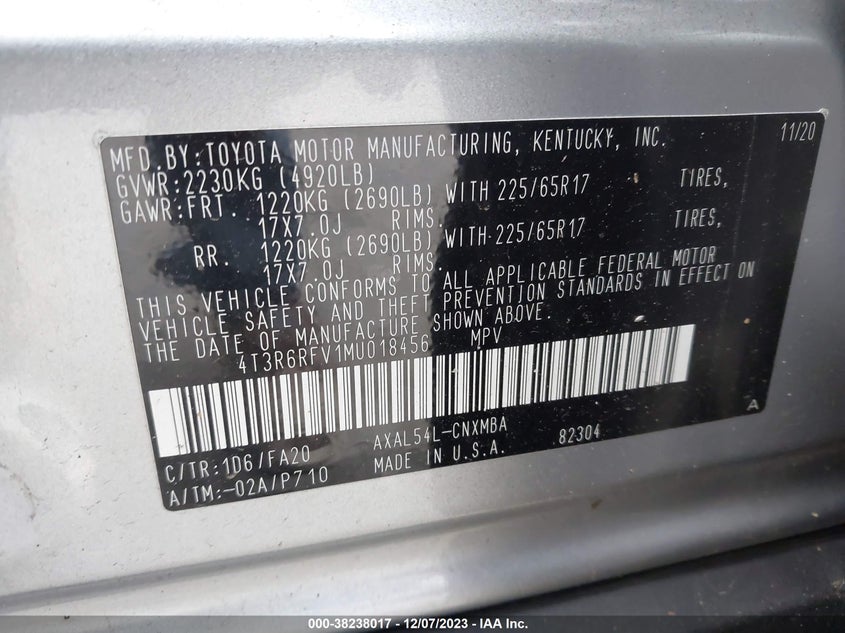 MFD.BY:TOYOTA MOTOR MANUFACTURING, KENTUCKY, INC. 11/20
GVWR:2230KG (4920LB)
GAWR:FRT. 1220KG (2690LB) WITH 225/65R17 TIRES,
17X7.0J RIMS.
RR. 1220KG (2690LB) WITH 225/65R17 TIRES,
17X7.0J RIMS.
THIS VEHICLE CONFORMS TO ALL APPLICABLE FEDERAL MOTOR
VEHICLE SAFETY AND THEFT PREVENTION STANDARDS IN EFFECT ON
THE DATE OF MANUFACTURE SHOWN ABOVE.
4T3R6RFV1MU018456 MPV
A
C/TR:1D6/FA20 AXAL54L-CNXMBA 82304
A/TM:-02A/P710 MADE IN U.S.A.
000-38238017 - 12/07/2023 - IAA Inc.